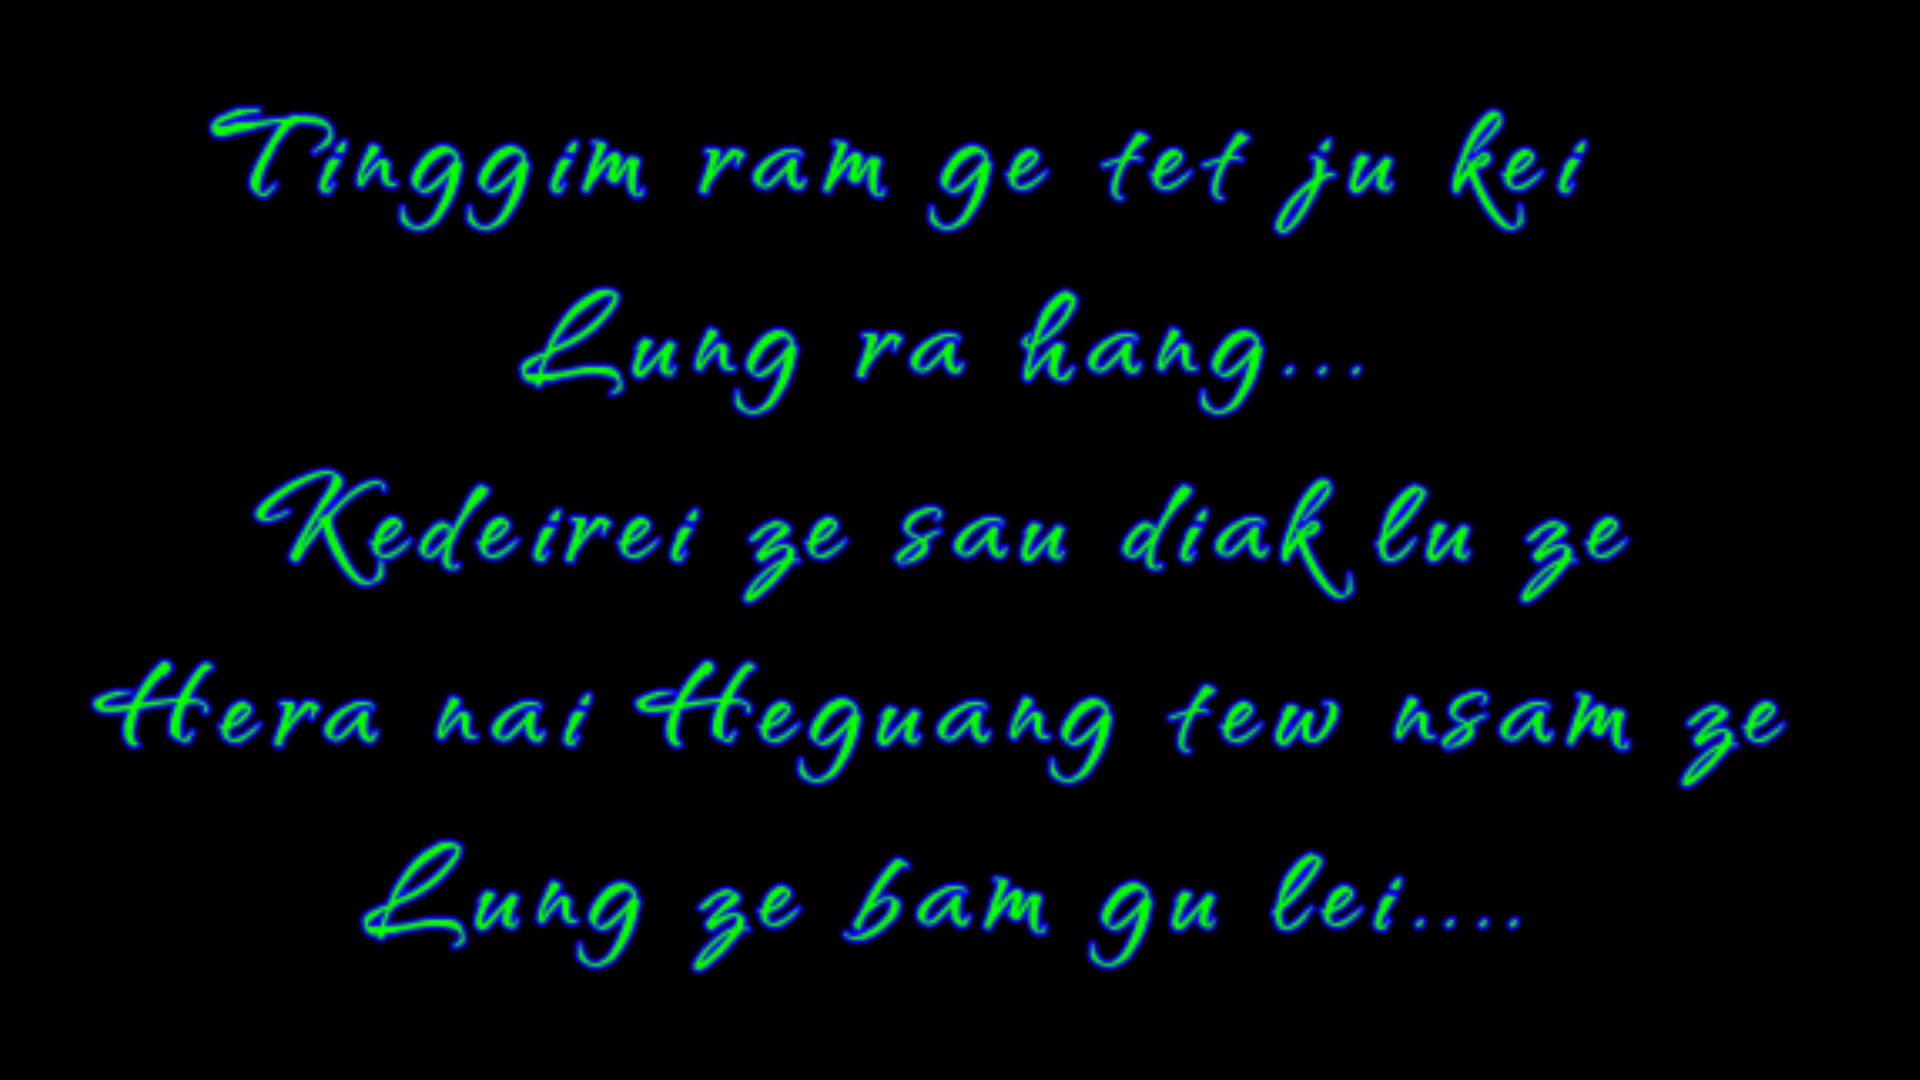 Tinggim ram ge tet ju kei
Lung ra hang...
Kedeirei ze sau diak lu ze
Hera nai Heguang tew nsam ze
Lung ze bam gu lei....